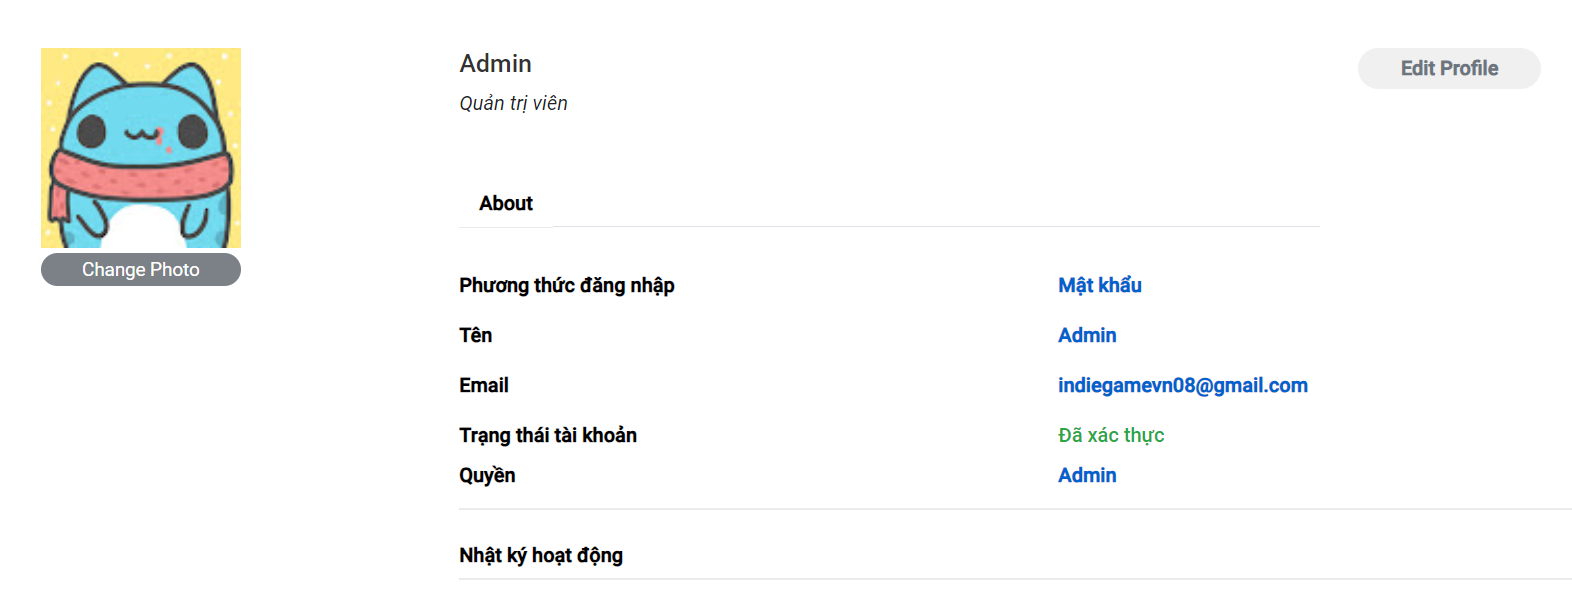 Admin
Quản trị viên
Edit Profile
Change Photo
About
Phương thức đăng nhập Mật khẩu
Tên Admin
Email indiegamevn08@gmail.com
Trạng thái tài khoản Đã xác thực
Quyền Admin
Nhật ký hoạt động